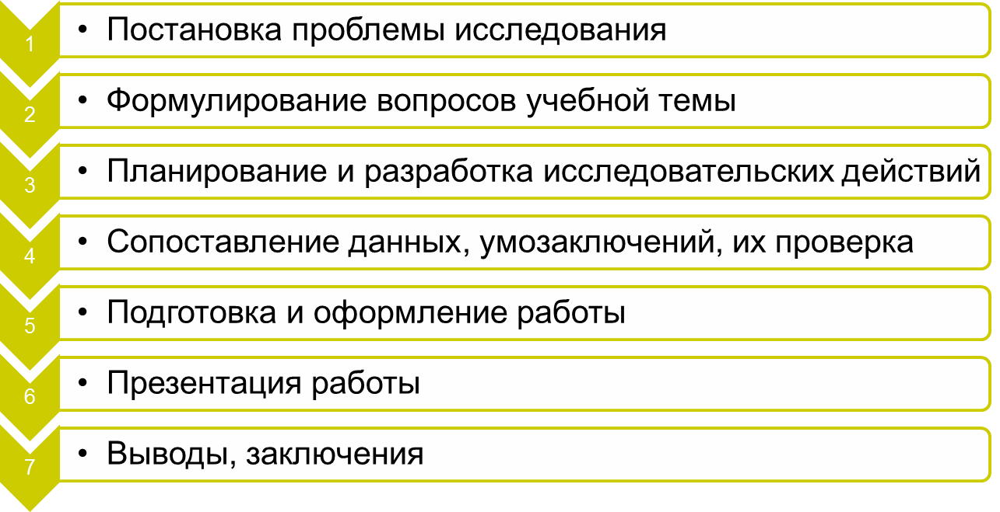 1 • Постановка проблемы исследования
2 • Формулирование вопросов учебной темы
3 • Планирование и разработка исследовательских действий
4 • Сопоставление данных, умозаключений, их проверка
5 • Подготовка и оформление работы
6 • Презентация работы
7 • Выводы, заключения